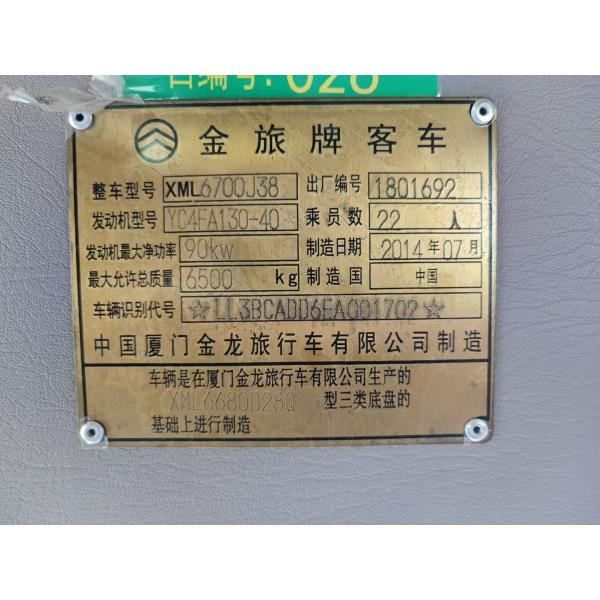 日编号:028
金旅牌客车
整车型号 XML6700J38 出厂编号 1801692
发动机型号 YC4FA130-40 乘员数 22 人
发动机最大净功率 90kw 制造日期 2014年07月
最大允许总质量 6500 kg 制造国 中国
车辆识别代号 ☆LL3BCADD6EA001702☆
中国厦门金龙旅行车有限公司制造
车辆是在厦门金龙旅行车有限公司生产的
XML6680D28Q 型三类底盘的
基础上进行制造